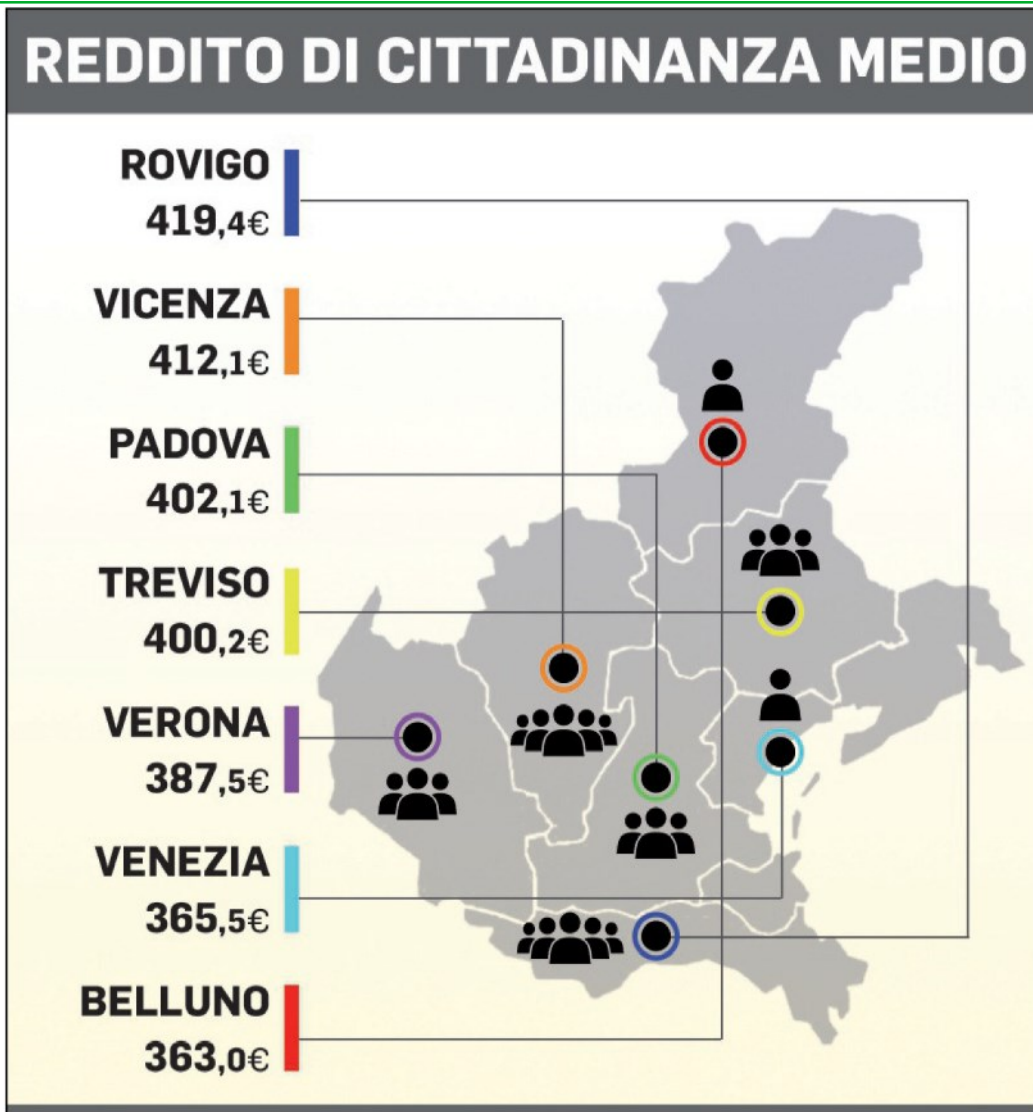 REDDITO DI CITTADINANZA MEDIO
ROVIGO
419,4€
VICENZA
412,1€
PADOVA
402,1€
TREVISO
400,2€
VERONA
387,5€
VENEZIA
365,5€
BELLUNO
363,0€